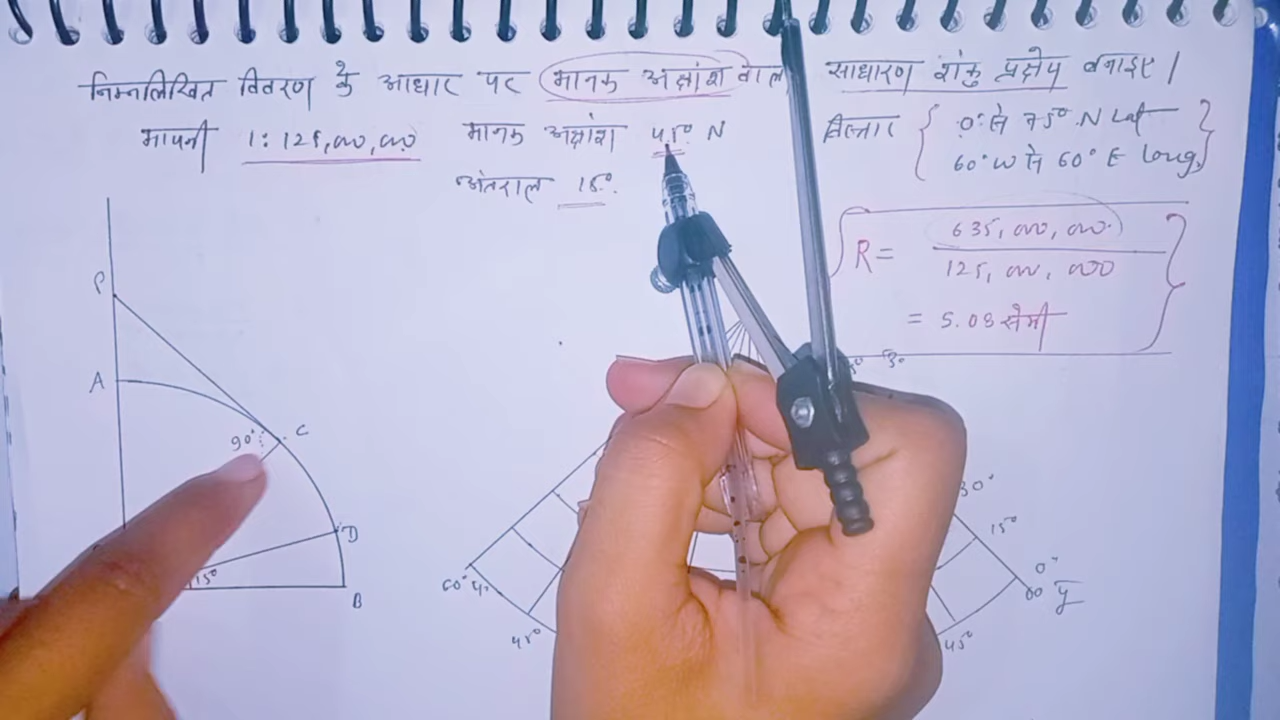 निम्नलिखित विवरण के आधार पर मानक अक्षांश वाले साधारण शंकु प्रक्षेप बनाइए।
मापनी 1:125,000,000 मानक अक्षांश 45° N विस्तार { 0° से 75° N Lat
60° W से 60° E Long. }
अंतराल 15°.
R = 635,000,000
125,000,000
= 5.08 सेमी
P
A
90° C
30°
15° D
15°
0°
60°
60° पू
B
45°
45°